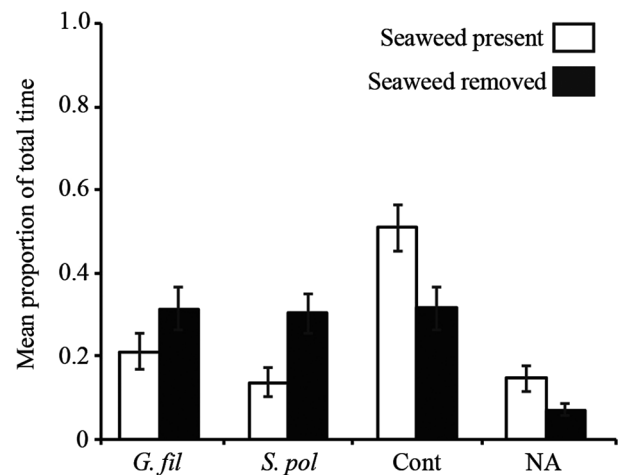 Mean proportion of total time
1.0
0.8
0.6
0.4
0.2
0
Seaweed present
Seaweed removed
G. fil
S. pol
Cont
NA